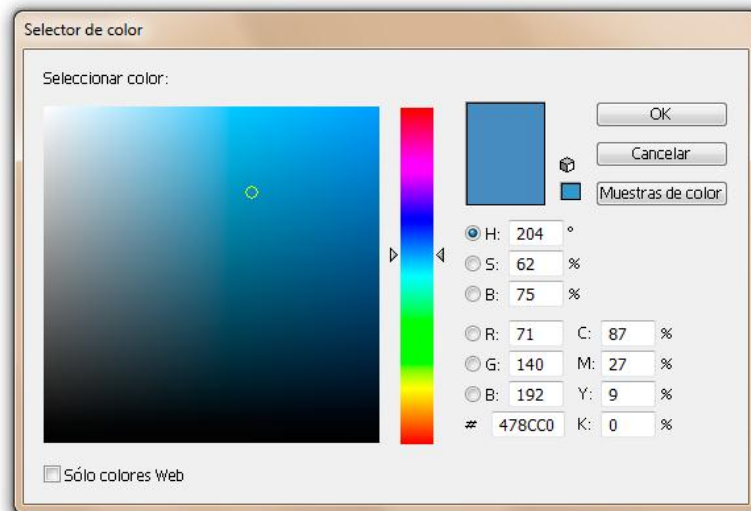 Selector de color
Seleccionar color:
OK
Cancelar
Muestras de color
H: 204 °
S: 62 %
B: 75 %
R: 71 C: 87 %
G: 140 M: 27 %
B: 192 Y: 9 %
# 478CC0 K: 0 %
Sólo colores Web